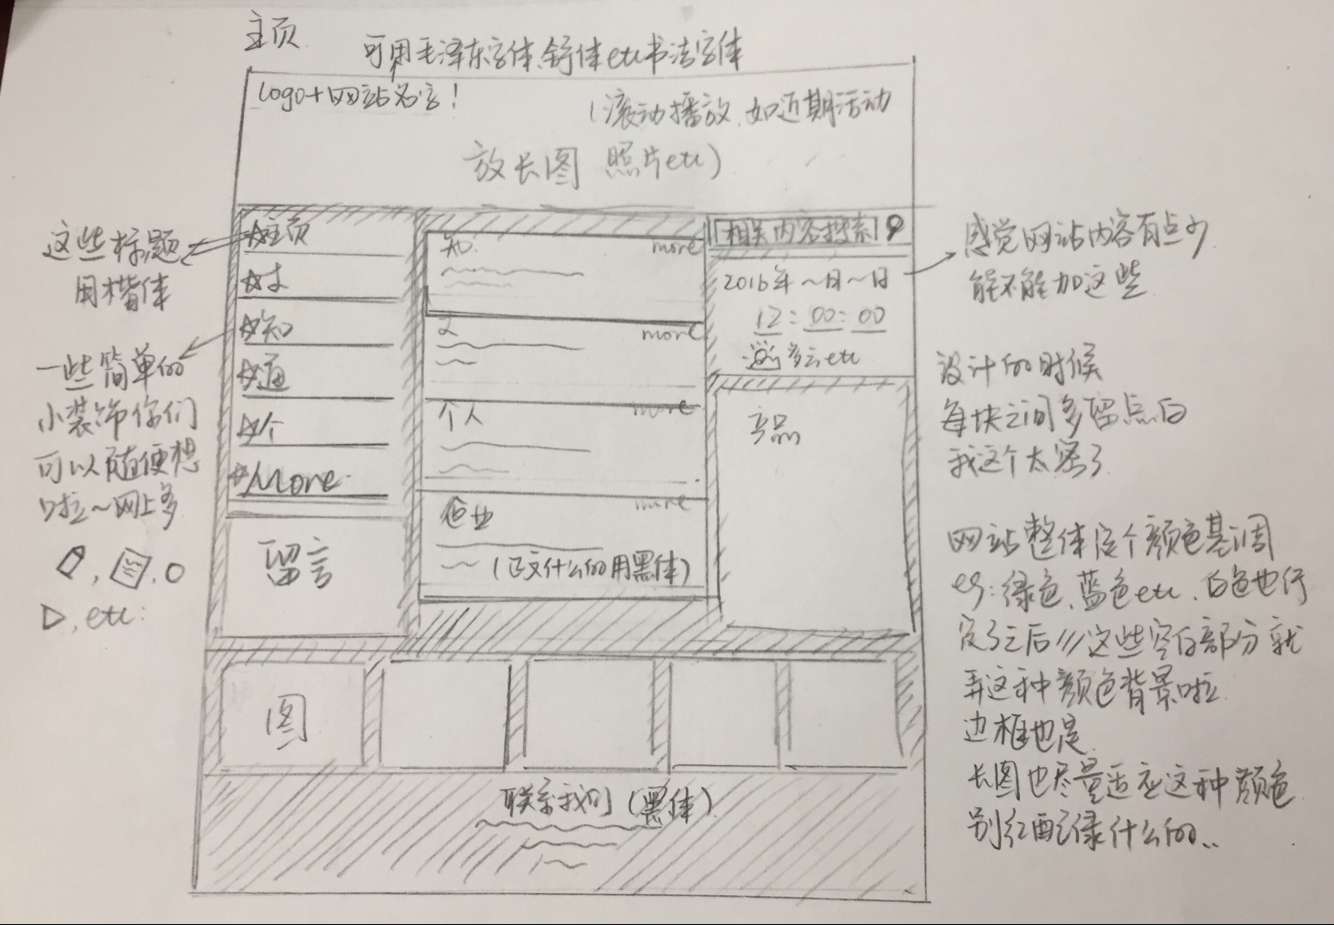 主页
可用毛泽东字体、舒体etc书法字体
logo+网站名字!
(滚动播放、如近期活动
放长图 照片etc)
这些标题
用楷体
主页
知
通
个
More
留言
一些简单的
小装饰你们
可以随便想
啦~网上多
etc.
知
more
more
个人
more
more
(正文什么的用黑体)
相关内容搜索
2016年~月~日
12:00:00
多云etc
产品
感觉网站内容有点少
能不能加这些
设计的时候
每块之间多留点白
我这个太密了
网站整体定个颜色基调
eg:绿色、蓝色etc、白色也行
定了之后///这些空白部分就
弄这种颜色背景啦
边框也是
长图也尽量适应这种颜色
别红配绿什么的..
图
联系我们(黑体)